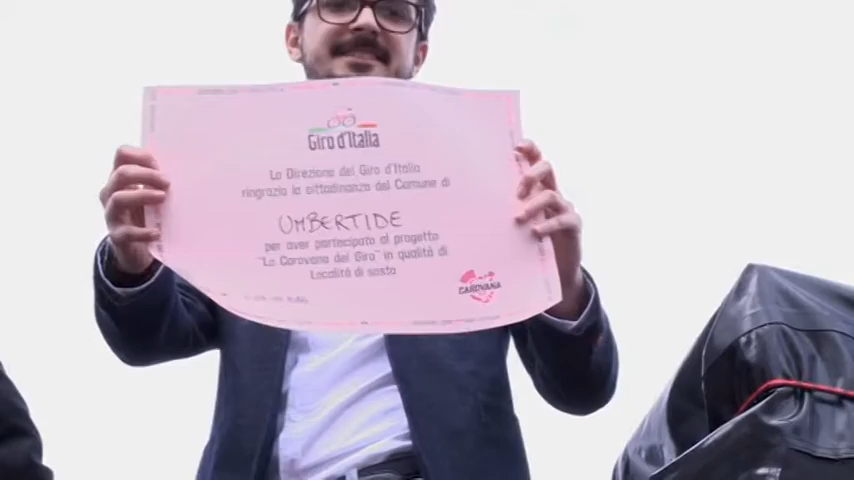 Giro d'Italia
La Direzione del Giro d'Italia
ringrazia la cittadinanza del Comune di
UMBERTIDE
per aver partecipato al progetto
"La Carovana del Giro" in qualità di
Località di sosta
CAROVANA